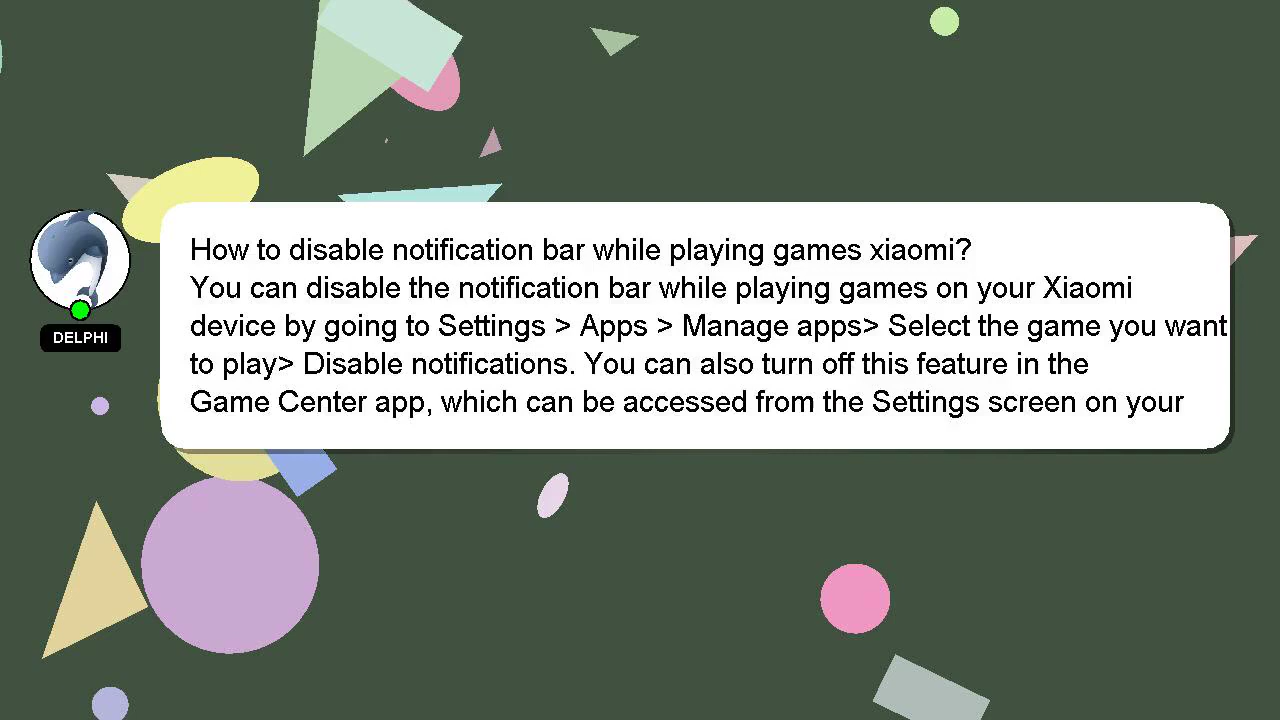 How to disable notification bar while playing games xiaomi?
You can disable the notification bar while playing games on your Xiaomi
device by going to Settings > Apps > Manage apps> Select the game you want
to play> Disable notifications. You can also turn off this feature in the
Game Center app, which can be accessed from the Settings screen on your
DELPHI